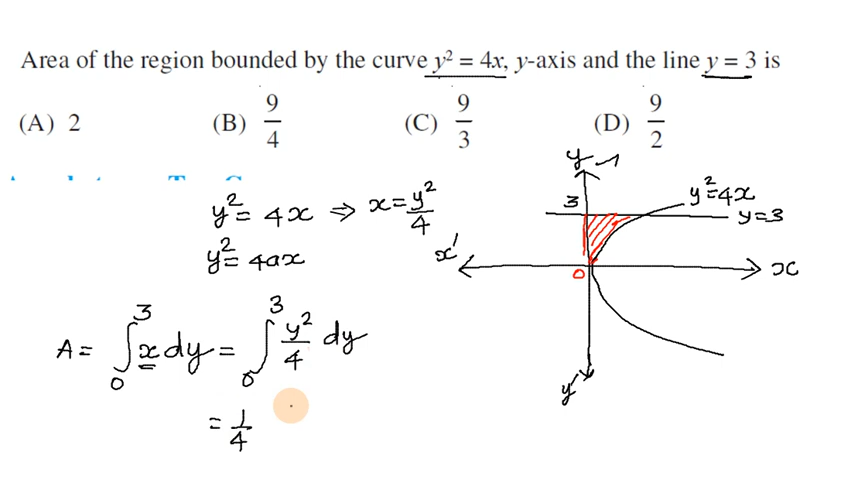 Area of the region bounded by the curve y² = 4x, y-axis and the line y = 3 is
(A) 2 (B) 9/4 (C) 9/3 (D) 9/2
y² = 4x ⇒ x = y²/4
y² = 4ax
A = ∫₀³ x dy = ∫₀³ y²/4 dy
= 1/4
y
3
y²=4x
y=3
x'
0
x
y'